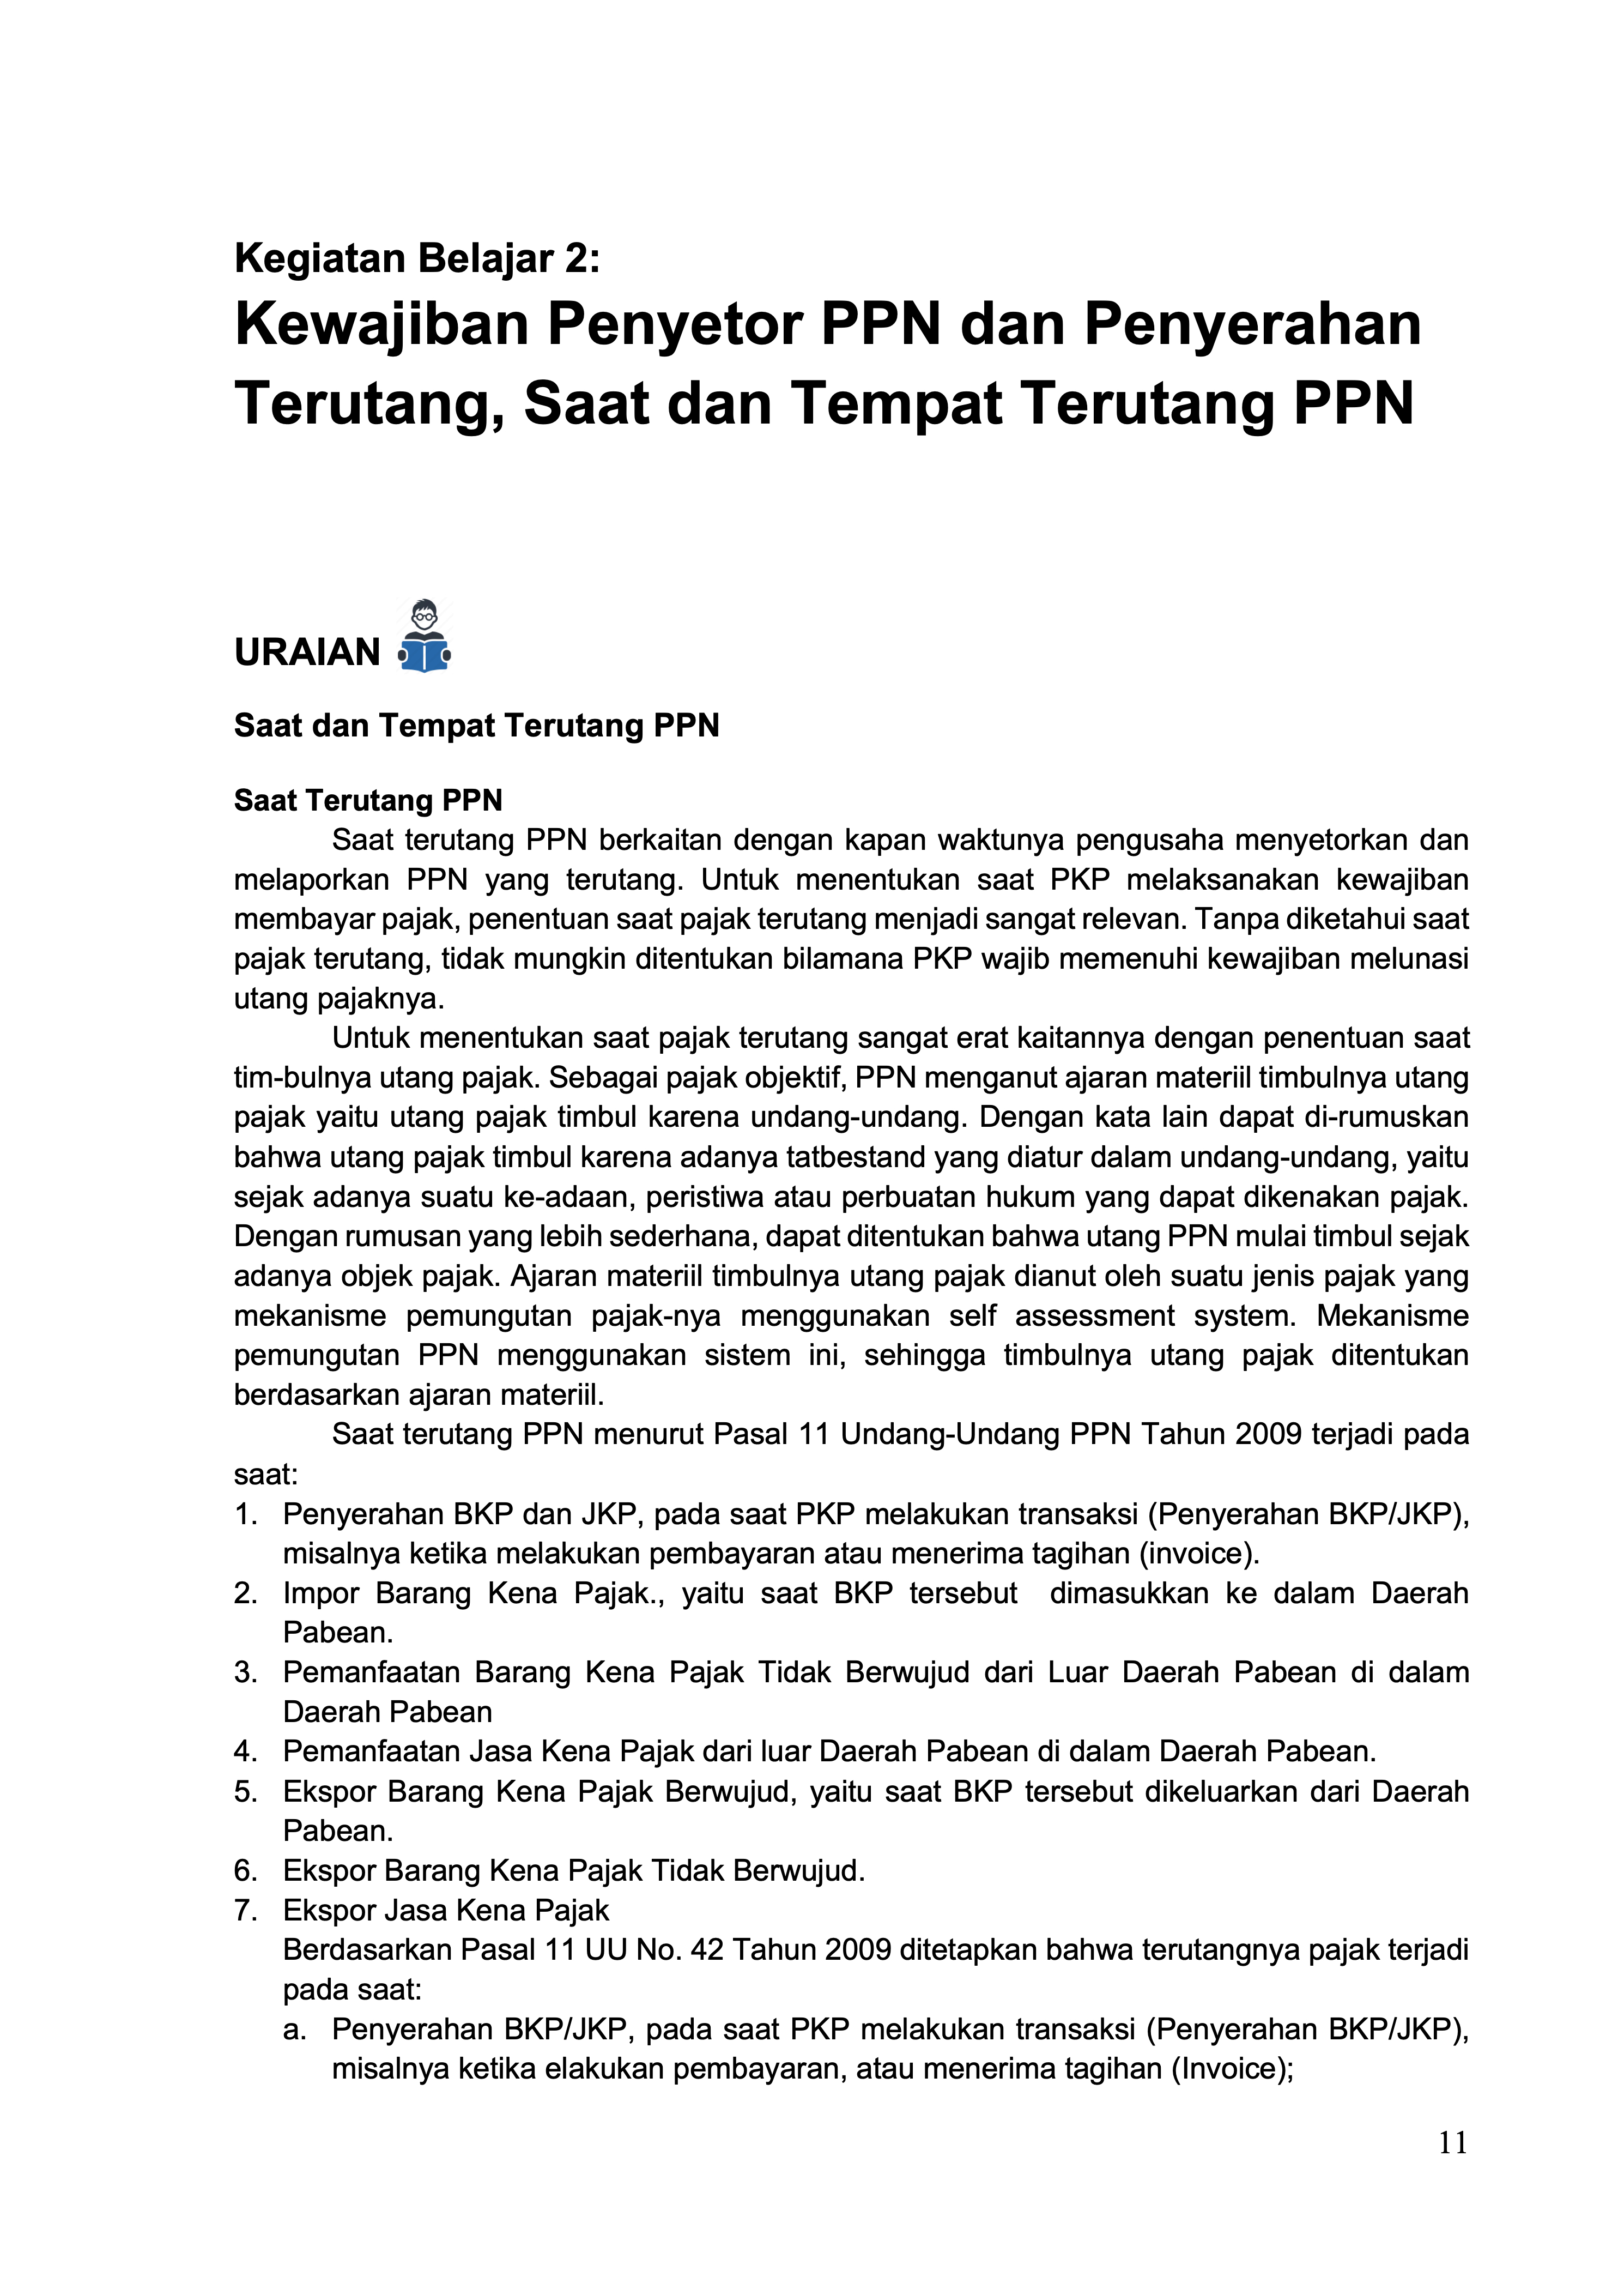 Kegiatan Belajar 2:
Kewajiban Penyetor PPN dan Penyerahan
Terutang, Saat dan Tempat Terutang PPN
URAIAN
Saat dan Tempat Terutang PPN
Saat Terutang PPN
Saat terutang PPN berkaitan dengan kapan waktunya pengusaha menyetorkan dan
melaporkan PPN yang terutang. Untuk menentukan saat PKP melaksanakan kewajiban
membayar pajak, penentuan saat pajak terutang menjadi sangat relevan. Tanpa diketahui saat
pajak terutang, tidak mungkin ditentukan bilamana PKP wajib memenuhi kewajiban melunasi
utang pajaknya.
Untuk menentukan saat pajak terutang sangat erat kaitannya dengan penentuan saat
tim-bulnya utang pajak. Sebagai pajak objektif, PPN menganut ajaran materiil timbulnya utang
pajak yaitu utang pajak timbul karena undang-undang. Dengan kata lain dapat di-rumuskan
bahwa utang pajak timbul karena adanya tatbestand yang diatur dalam undang-undang, yaitu
sejak adanya suatu ke-adaan, peristiwa atau perbuatan hukum yang dapat dikenakan pajak.
Dengan rumusan yang lebih sederhana, dapat ditentukan bahwa utang PPN mulai timbul sejak
adanya objek pajak. Ajaran materiil timbulnya utang pajak dianut oleh suatu jenis pajak yang
mekanisme pemungutan pajak-nya menggunakan self assessment system. Mekanisme
pemungutan PPN menggunakan sistem ini, sehingga timbulnya utang pajak ditentukan
berdasarkan ajaran materiil.
Saat terutang PPN menurut Pasal 11 Undang-Undang PPN Tahun 2009 terjadi pada
saat:
1. Penyerahan BKP dan JKP, pada saat PKP melakukan transaksi (Penyerahan BKP/JKP),
misalnya ketika melakukan pembayaran atau menerima tagihan (invoice).
2. Impor Barang Kena Pajak., yaitu saat BKP tersebut dimasukkan ke dalam Daerah
Pabean.
3. Pemanfaatan Barang Kena Pajak Tidak Berwujud dari Luar Daerah Pabean di dalam
Daerah Pabean
4. Pemanfaatan Jasa Kena Pajak dari luar Daerah Pabean di dalam Daerah Pabean.
5. Ekspor Barang Kena Pajak Berwujud, yaitu saat BKP tersebut dikeluarkan dari Daerah
Pabean.
6. Ekspor Barang Kena Pajak Tidak Berwujud.
7. Ekspor Jasa Kena Pajak
Berdasarkan Pasal 11 UU No. 42 Tahun 2009 ditetapkan bahwa terutangnya pajak terjadi
pada saat:
a. Penyerahan BKP/JKP, pada saat PKP melakukan transaksi (Penyerahan BKP/JKP),
misalnya ketika elakukan pembayaran, atau menerima tagihan (Invoice);
11